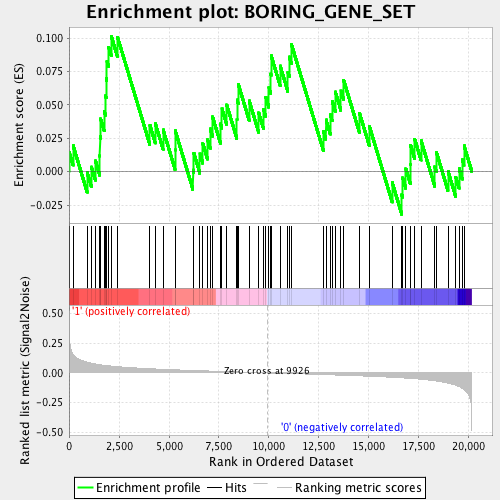 Enrichment plot: BORING_GENE_SET
Enrichment score (ES)
0.100
0.075
0.050
0.025
0.000
-0.025
'1' (positively correlated)
Ranked list metric (Signal2Noise)
0.50
0.25
0.00
-0.25
-0.50
Zero cross at 9926
'0' (negatively correlated)
0
2,500
5,000
7,500
10,000
12,500
15,000
17,500
20,000
Rank in Ordered Dataset
Enrichment profile
Hits
Ranking metric scores